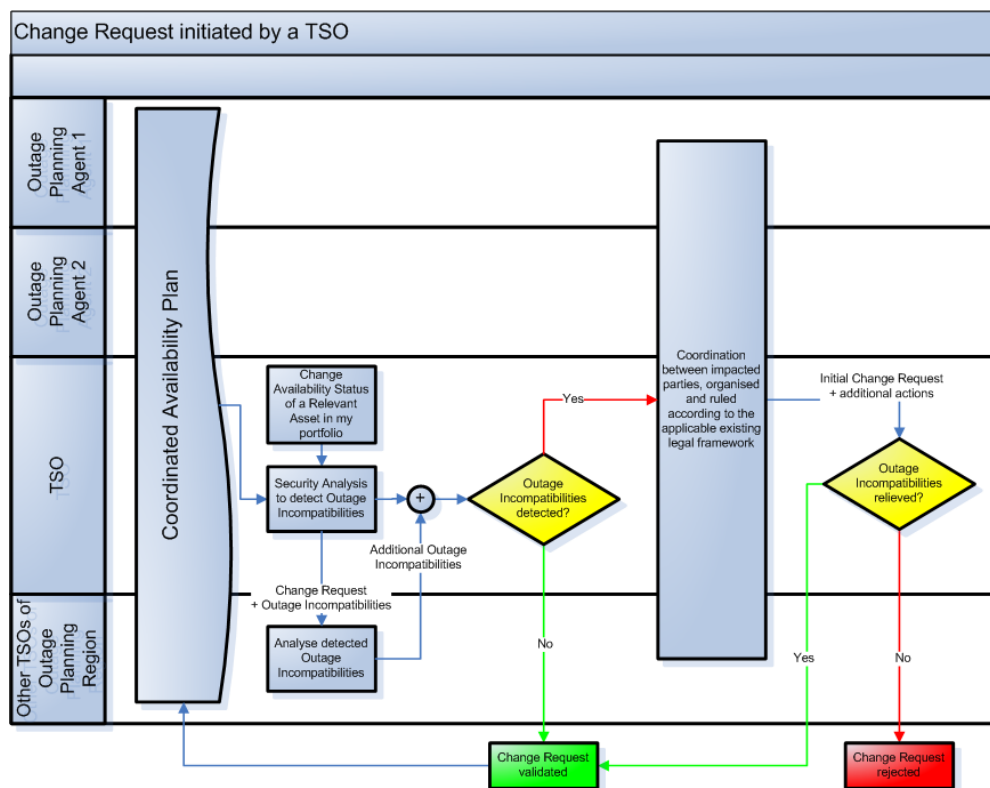 Change Request initiated by a TSO
Outage
Planning
Agent 1
Outage
Planning
Agent 2
TSO
Other TSOs of
Outage
Planning
Region
Coordinated Availability Plan
Change
Availability Status
of a Relevant
Asset in my
portfolio
Security Analysis
to detect Outage
Incompatibilities
+
Additional Outage
Incompatibilities
Change Request
+ Outage Incompatibilities
Analyse detected
Outage
Incompatibilities
Outage
Incompatibilities
detected?
Yes
No
Coordination
between impacted
parties, organised
and ruled
according to the
applicable existing
legal framework
Initial Change Request
+ additional actions
Outage
Incompatibilities
relieved?
Yes
No
Change Request
validated
Change Request
rejected